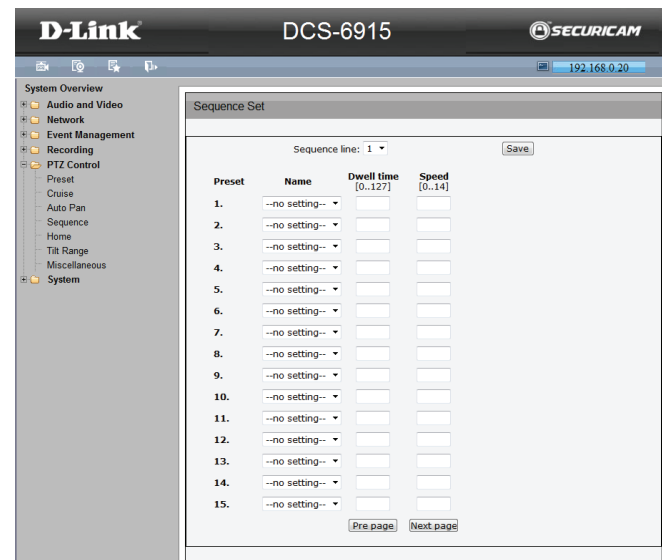 D-Link
DCS-6915
SECURICAM
192.168.0.20
System Overview
Audio and Video
Network
Event Management
Recording
PTZ Control
Preset
Cruise
Auto Pan
Sequence
Home
Tilt Range
Miscellaneous
System
Sequence Set
Sequence line: 1 Save
Preset Name Dwell time [0..127] Speed [0..14]
1. --no setting--
2. --no setting--
3. --no setting--
4. --no setting--
5. --no setting--
6. --no setting--
7. --no setting--
8. --no setting--
9. --no setting--
10. --no setting--
11. --no setting--
12. --no setting--
13. --no setting--
14. --no setting--
15. --no setting--
Pre page Next page